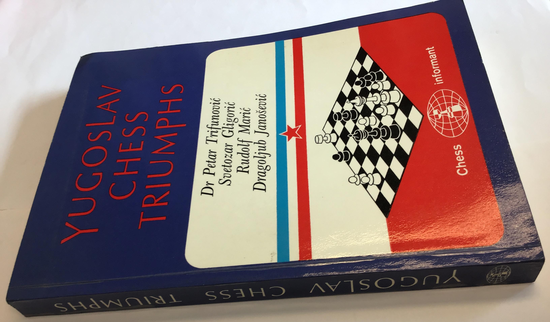 YUGOSLAV
CHESS
TRIUMPHS
Dr Petar Trifunović
Svetozar Gligorić
Rudolf Marić
Dragoljub Janošević
Chess informant
YUGOSLAV CHESS TRIUMPHS